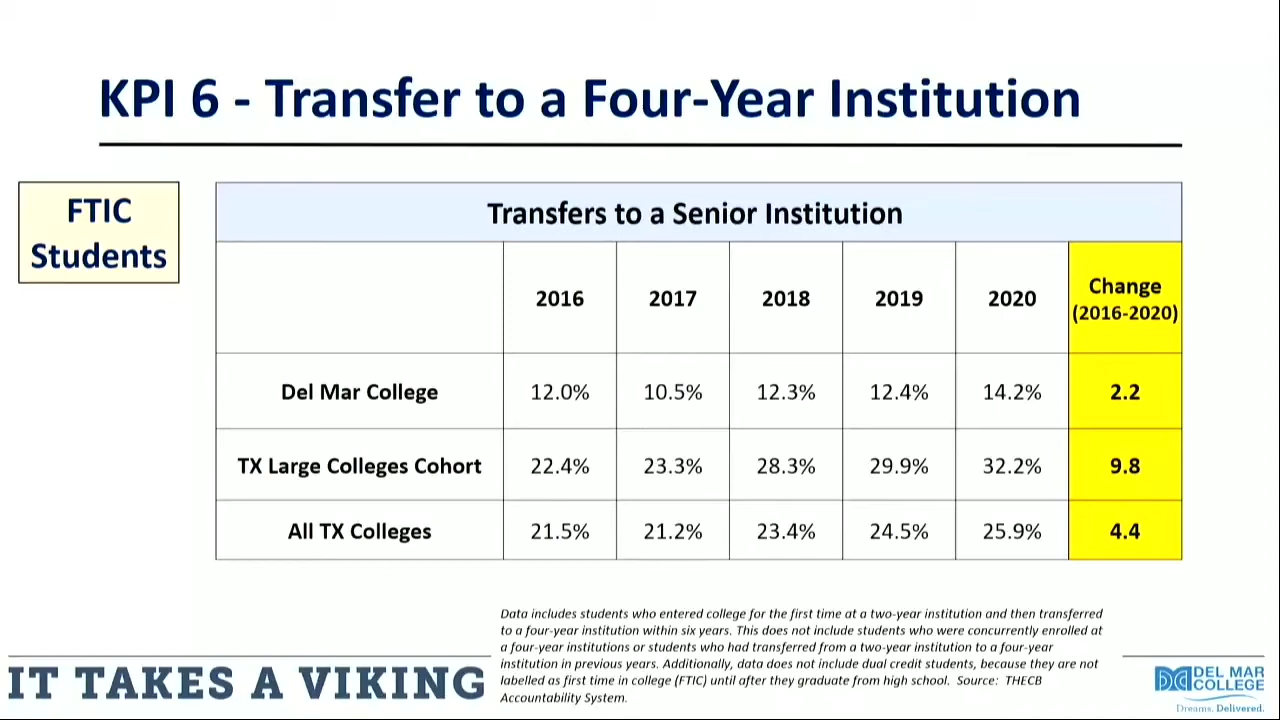 KPI 6 - Transfer to a Four-Year Institution
FTIC
Students
Transfers to a Senior Institution
2016 2017 2018 2019 2020 Change
(2016-2020)
Del Mar College 12.0% 10.5% 12.3% 12.4% 14.2% 2.2
TX Large Colleges Cohort 22.4% 23.3% 28.3% 29.9% 32.2% 9.8
All TX Colleges 21.5% 21.2% 23.4% 24.5% 25.9% 4.4
Data includes students who entered college for the first time at a two-year institution and then transferred
to a four-year institution within six years. This does not include students who were concurrently enrolled at
a four-year institutions or students who had transferred from a two-year institution to a four-year
institution in previous years. Additionally, data does not include dual credit students, because they are not
labelled as first time in college (FTIC) until after they graduate from high school. Source: THECB
Accountability System.
IT TAKES A VIKING
DEL MAR
COLLEGE
Dreams. Delivered.